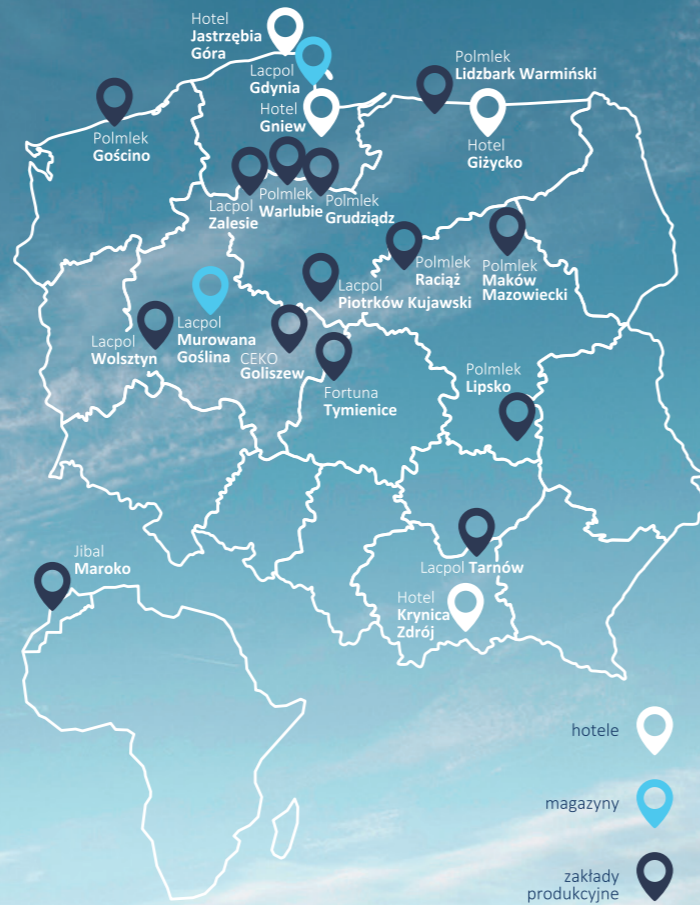 Hotel
Jastrzębia
Góra
Lacpol
Gdynia
Hotel
Gniew
Polmlek
Lidzbark Warmiński
Hotel
Giżycko
Polmlek
Gościno
Lacpol
Zalesie
Polmlek
Warlubie
Polmlek
Grudziądz
Polmlek
Raciąż
Polmlek
Maków
Mazowiecki
Lacpol
Piotrków Kujawski
Lacpol
Wolsztyn
Lacpol
Murowana
Goślina
CEKO
Goliszew
Fortuna
Tymienice
Polmlek
Lipsko
Lacpol Tarnów
Hotel
Krynica
Zdrój
Jibal
Maroko
hotele
magazyny
zakłady
produkcyjne